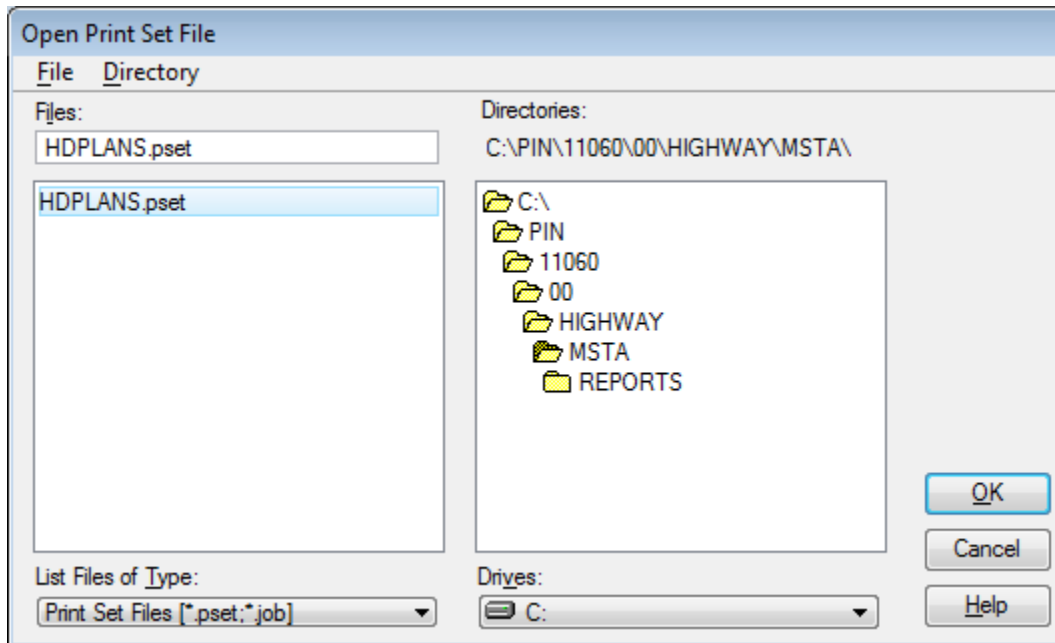 Open Print Set File
File Directory
Files:
HDPLANS.pset
HDPLANS.pset
List Files of Type:
Print Set Files [*.pset;*.job]
Directories:
C:\PIN\11060\00\HIGHWAY\MSTA\
C:\
PIN
11060
00
HIGHWAY
MSTA
REPORTS
Drives:
C:
OK
Cancel
Help